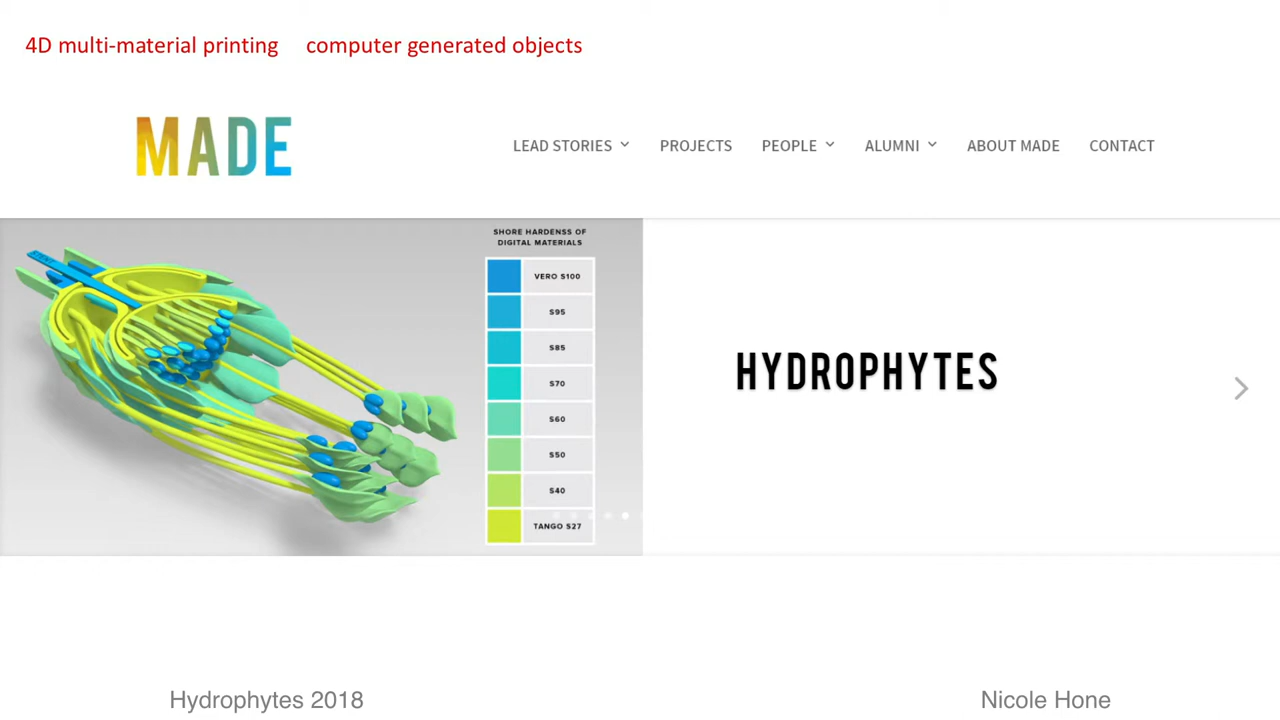 4D multi-material printing computer generated objects
MADE
LEAD STORIES PROJECTS PEOPLE ALUMNI ABOUT MADE CONTACT
SHORE HARDENSS OF
DIGITAL MATERIALS
VERO S100
S95
S85
S70
S60
S50
S40
TANGO S27
HYDROPHYTES
Hydrophytes 2018
Nicole Hone